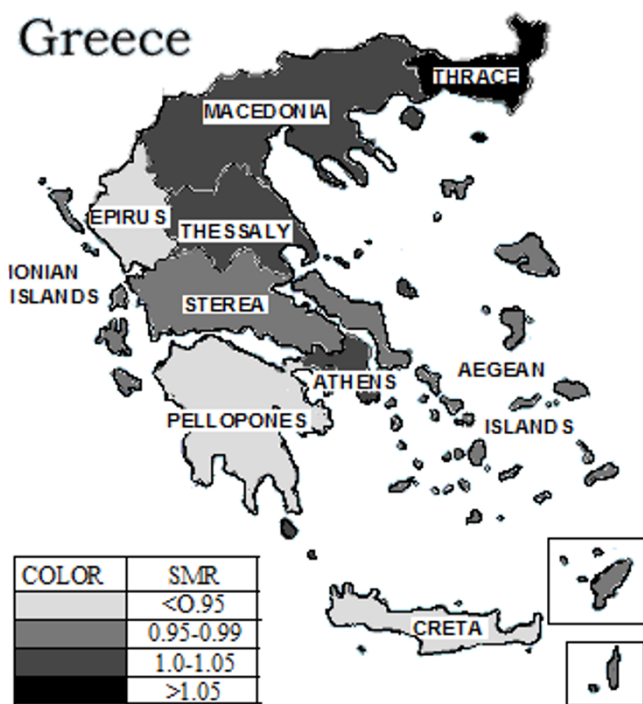 Greece
THRACE
MACEDONIA
EPIRUS
THESSALY
IONIAN
ISLANDS
STEREA
ATHENS
AEGEAN
ISLANDS
PELLOPONES
CRETA
COLOR SMR
<O.95
0.95-0.99
1.0-1.05
>1.05